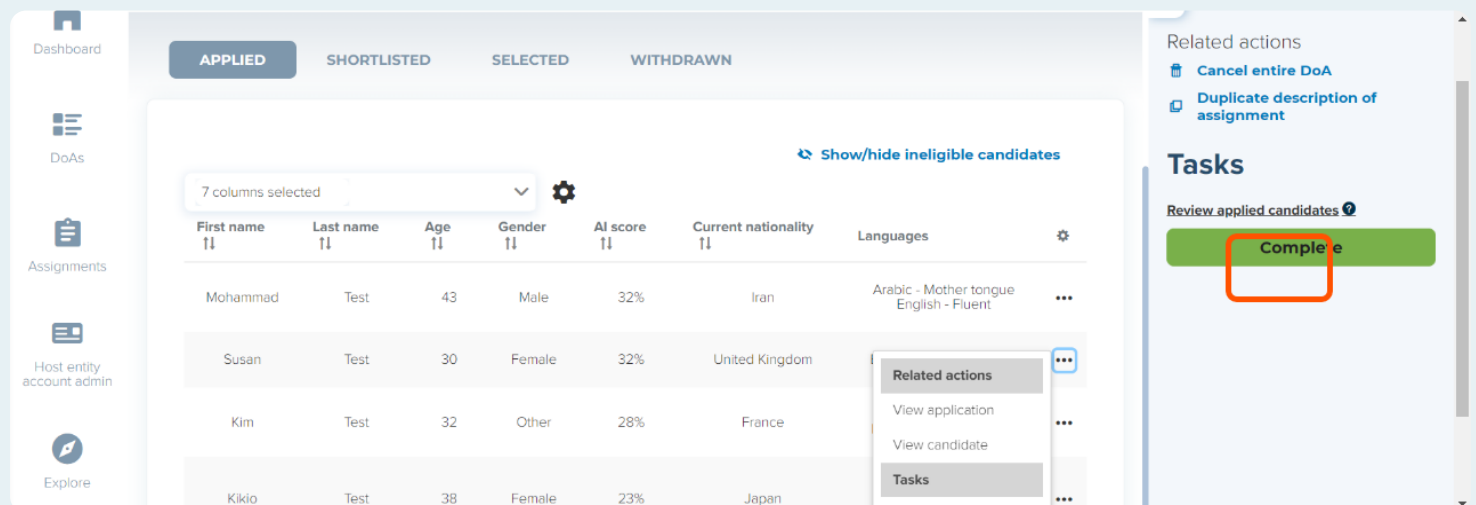 Dashboard
DoAs
Assignments
Host entity
account admin
Explore
APPLIED SHORTLISTED SELECTED WITHDRAWN
Show/hide ineligible candidates
7 columns selected
First name Last name Age Gender AI score Current nationality Languages
Mohammad Test 43 Male 32% Iran Arabic - Mother tongue
English - Fluent
Susan Test 30 Female 32% United Kingdom
Kim Test 32 Other 28% France
Kikio Test 38 Female 23% Japan
Related actions
View application
View candidate
Tasks
Related actions
Cancel entire DoA
Duplicate description of
assignment
Tasks
Review applied candidates
Complete